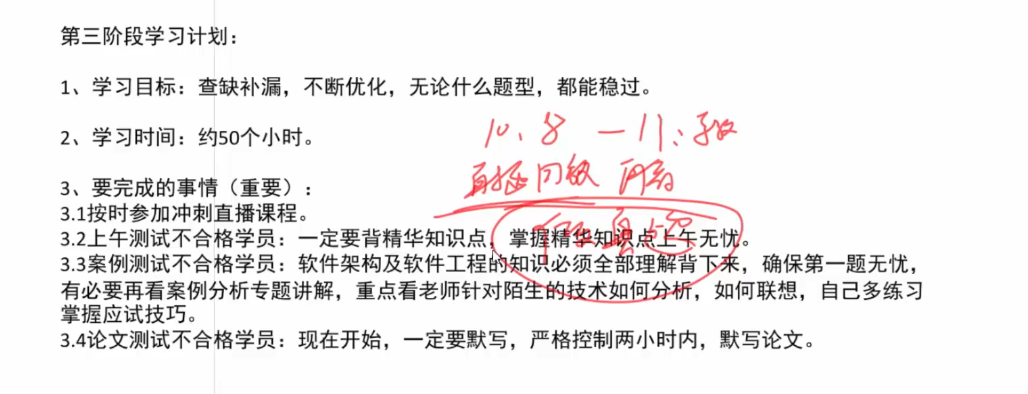 第三阶段学习计划：
1、学习目标：查缺补漏，不断优化，无论什么题型，都能稳过。
2、学习时间：约50个小时。
10、8 — 11:
3、要完成的事情（重要）：
直播回放 两
3.1按时参加冲刺直播课程。
3.2上午测试不合格学员：一定要背精华知识点，掌握精华知识点上午无忧。
3.3案例测试不合格学员：软件架构及软件工程的知识必须全部理解背下来，确保第一题无忧，
有必要再看案例分析专题讲解，重点看老师针对陌生的技术如何分析，如何联想，自己多练习
掌握应试技巧。
3.4论文测试不合格学员：现在开始，一定要默写，严格控制两小时内，默写论文。